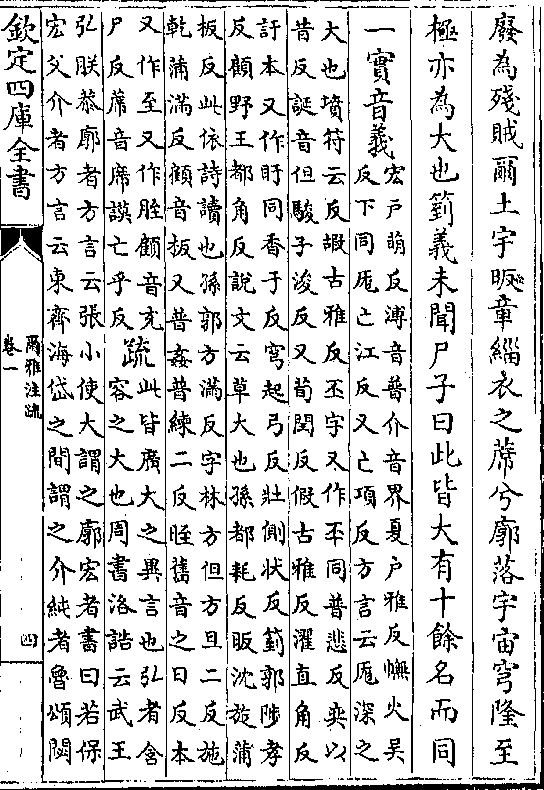 廢為殘賊爾土宇昄章緇衣之蓆兮廓落宇宙穹隆至
極亦為大也箌義未聞尸子曰此皆大有十餘名而同
一實音義宏戸萌反溥音普介音界夏戶雅反幠火吴
反下同厖亡江反又亡項反方言云厖深之
大也墳符云反嘏古雅反丕字又作㔻同普悲反奕以
昔反誕音但駿子浚反又荀閏反假古雅反濯直角反
訏本又作盱同香于反穹起弓反壯側狀反箌郭陟孝
反顧野王都角反說文云草大也孫都耗反昄沈旋蒲
板反此依詩讀也孫郭方滿反字林方但方旦二反施
乾蒲滿反顧音板又普姦普練二反晊舊音之日反本
又作至又作胵顧音充
尸反蓆音席謨亡乎反疏此皆廣大之異言也弘者含
容之大也周書洛誥云武王
弘朕恭廓者方言云張小使大謂之廓宏者書曰若保
宏父介者方言云東齊海岱之間謂之介純者魯頌閟
欽定四庫全書
爾雅注疏
卷一
四